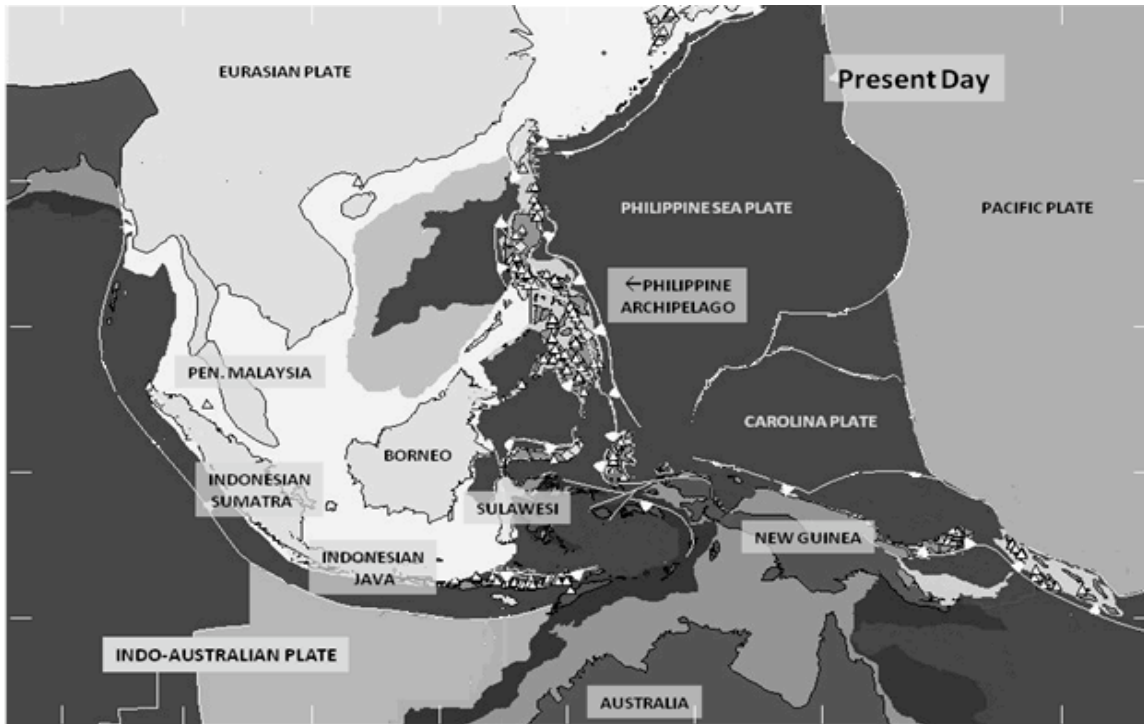 EURASIAN PLATE
Present Day
PHILIPPINE SEA PLATE
PACIFIC PLATE
←PHILIPPINE
ARCHIPELAGO
PEN. MALAYSIA
CAROLINA PLATE
BORNEO
INDONESIAN
SUMATRA
SULAWESI
NEW GUINEA
INDONESIAN
JAVA
INDO-AUSTRALIAN PLATE
AUSTRALIA